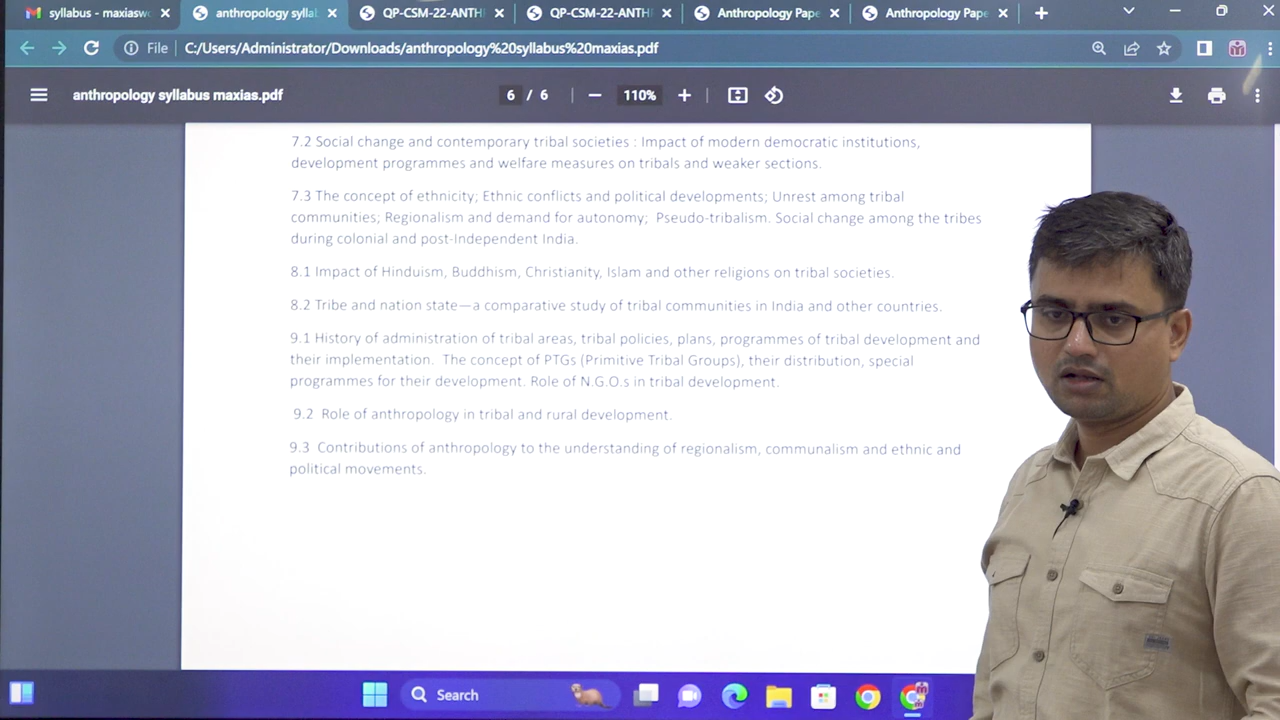 syllabus - maxiasw
anthropology sylla
QP-CSM-22-ANTH
QP-CSM-22-ANTH
Anthropology Pape
Anthropology Pape
File
C:/Users/Administrator/Downloads/anthropology%20syllabus%20maxias.pdf
anthropology syllabus maxias.pdf
6 / 6
110%
7.2 Social change and contemporary tribal societies : Impact of modern democratic institutions,
development programmes and welfare measures on tribals and weaker sections.
7.3 The concept of ethnicity; Ethnic conflicts and political developments; Unrest among tribal
communities; Regionalism and demand for autonomy; Pseudo-tribalism. Social change among the tribes
during colonial and post-Independent India.
8.1 Impact of Hinduism, Buddhism, Christianity, Islam and other religions on tribal societies.
8.2 Tribe and nation state—a comparative study of tribal communities in India and other countries.
9.1 History of administration of tribal areas, tribal policies, plans, programmes of tribal development and
their implementation. The concept of PTGs (Primitive Tribal Groups), their distribution, special
programmes for their development. Role of N.G.O.s in tribal development.
9.2 Role of anthropology in tribal and rural development.
9.3 Contributions of anthropology to the understanding of regionalism, communalism and ethnic and
political movements.
Search